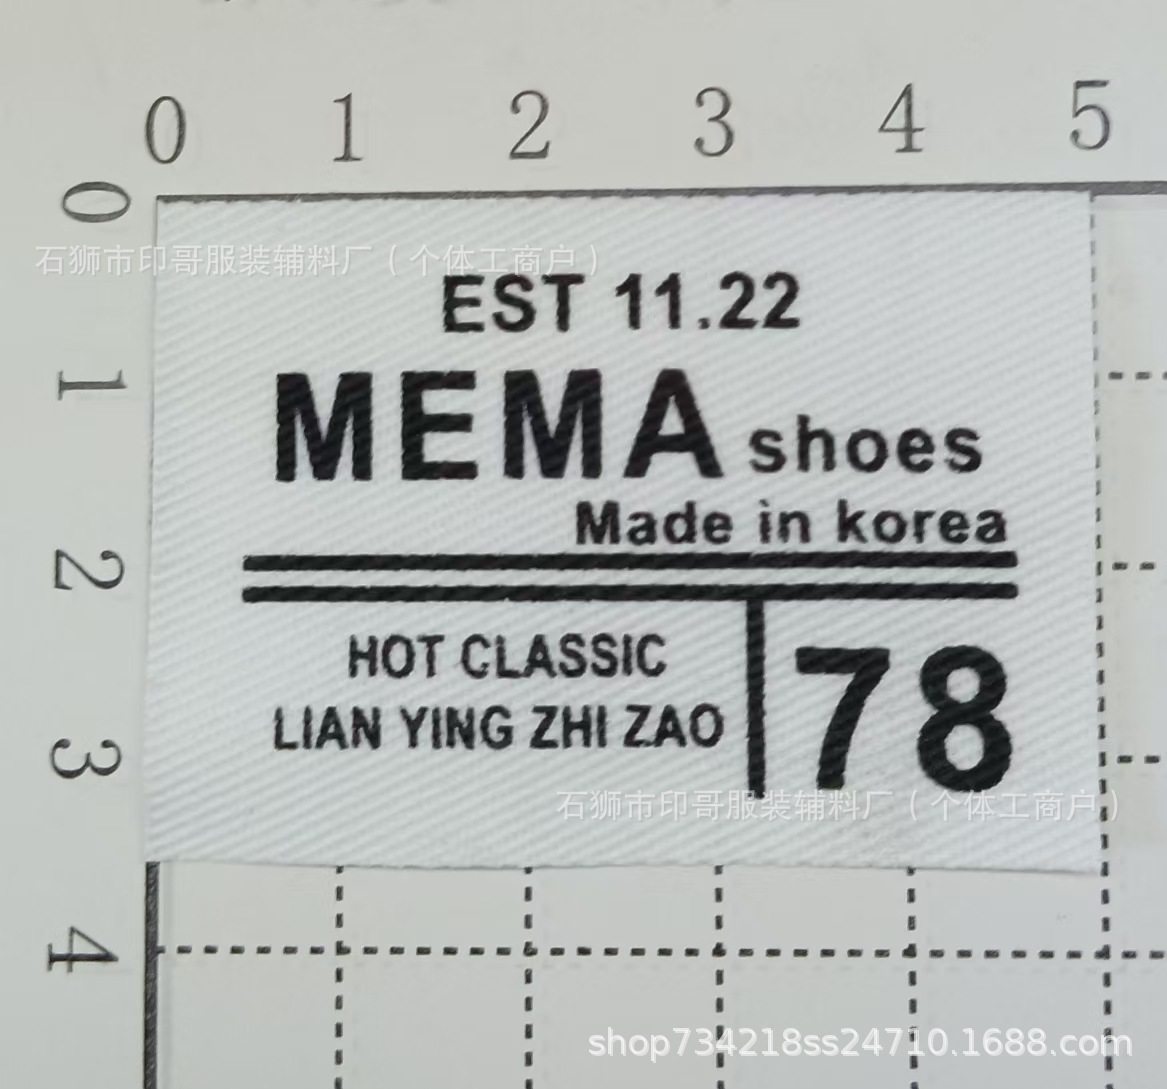 0 1 2 3 4 5
0
石狮市印哥服装辅料厂（个体工商户）
EST 11.22
1
MEMA shoes
Made in korea
2
HOT CLASSIC
LIAN YING ZHI ZAO
78
3
石狮市印哥服装辅料厂（个体工商户）
4
shop734218ss24710.1688.com